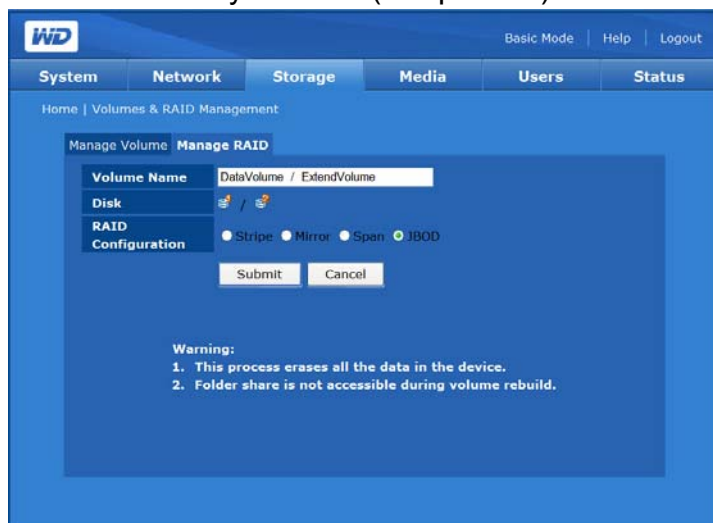 WD
Basic Mode | Help | Logout
System Network Storage Media Users Status
Home | Volumes & RAID Management
Manage Volume Manage RAID
Volume Name DataVolume / ExtendVolume
Disk /
RAID Configuration Stripe Mirror Span JBOD
Submit Cancel
Warning:
1. This process erases all the data in the device.
2. Folder share is not accessible during volume rebuild.